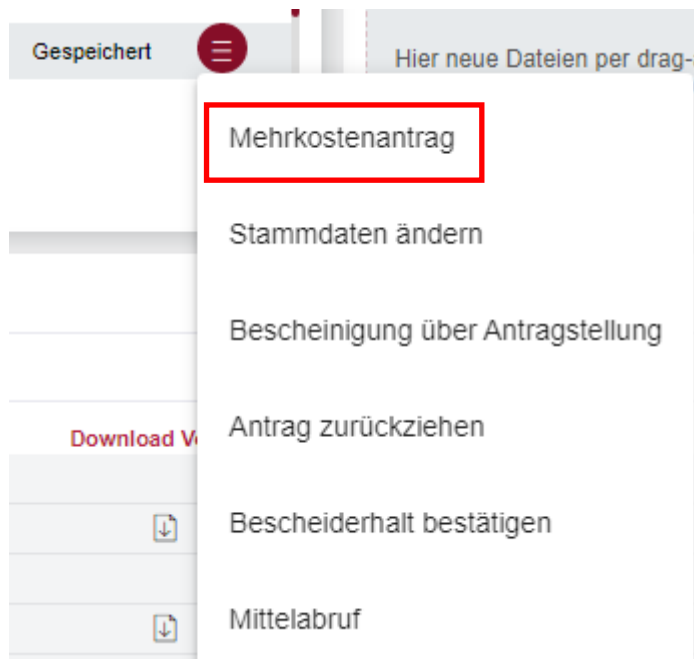 Gespeichert
Hier neue Dateien per drag-
Mehrkostenantrag
Stammdaten ändern
Bescheinigung über Antragstellung
Download V
Antrag zurückziehen
Bescheiderhalt bestätigen
Mittelabruf